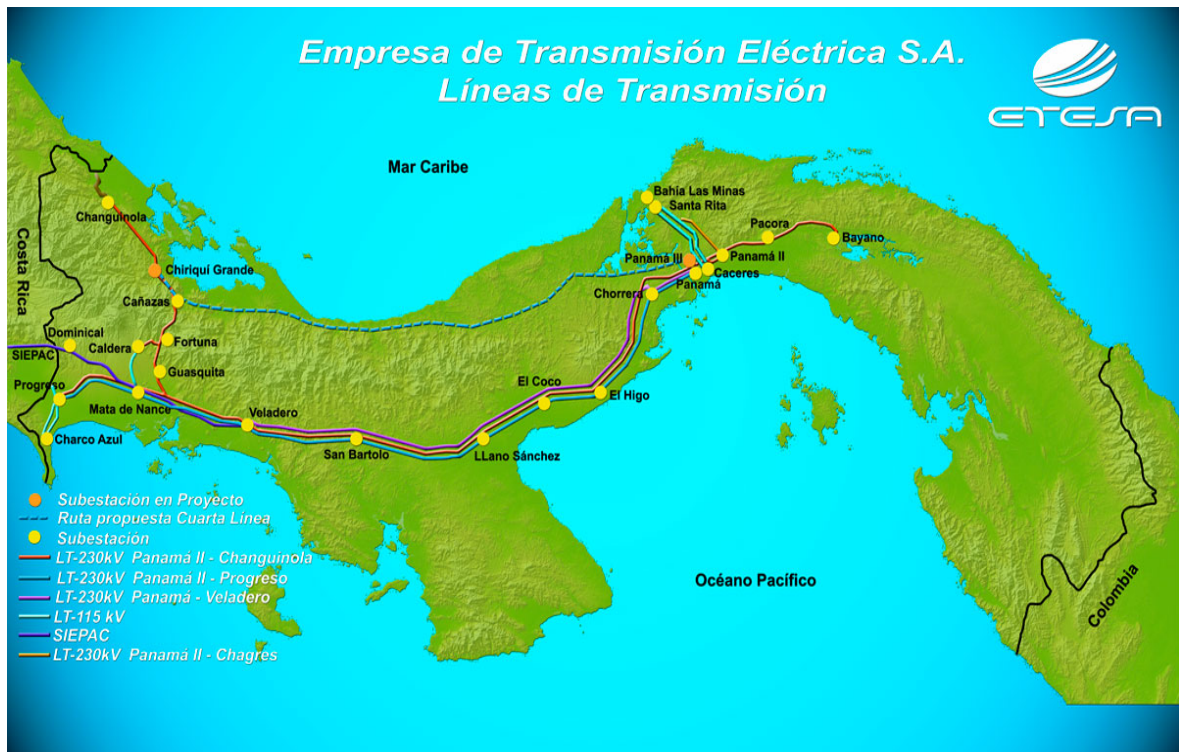 Empresa de Transmisión Eléctrica S.A.
Líneas de Transmisión
ETESA
Mar Caribe
Bahía Las Minas
Santa Rita
Changuinola
Pacora
Costa Rica
Bayano
Panamá III
Panamá II
Chiriquí Grande
Caceres
Panamá
Cañazas
Chorrera
Dominical
Fortuna
Caldera
SIEPAC
Guasquita
Progreso
El Coco
El Higo
Mata de Nance
Veladero
Charco Azul
San Bartolo
LLano Sánchez
Subestación en Proyecto
Ruta propuesta Cuarta Línea
Subestación
LT-230kV Panamá II - Changuinola
LT-230kV Panamá II - Progreso
LT-230kV Panamá - Veladero
LT-115 kV
SIEPAC
LT-230kV Panamá II - Chagres
Océano Pacífico
Colombia